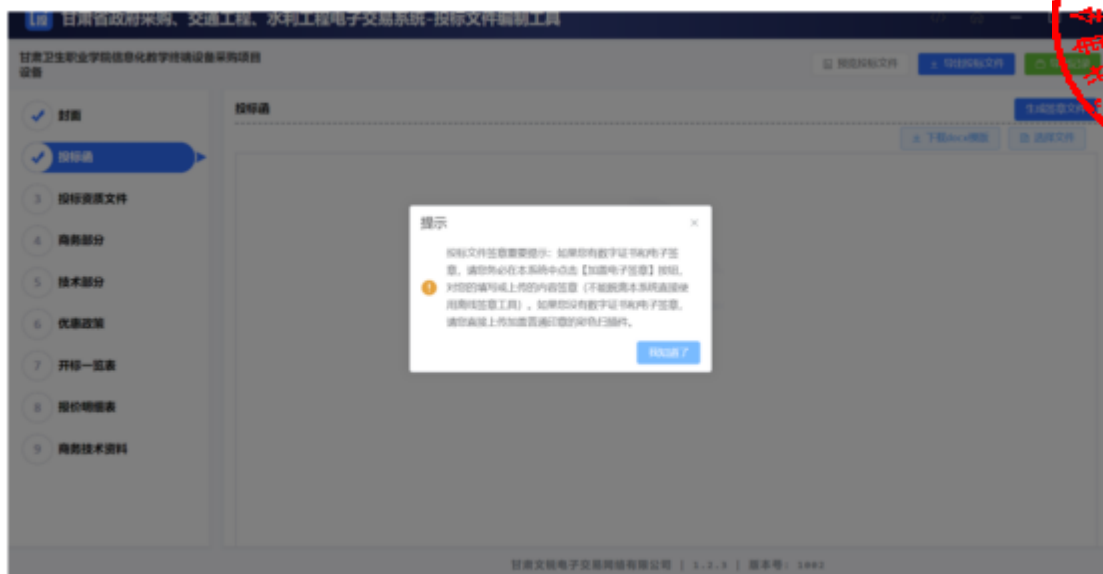 甘肃省政府采购、交通工程、水利工程电子交易系统-投标文件编制工具
甘肃卫生职业学院信息化教学终端设备采购项目
设备
预览投标文件
导出投标文件
封面
投标函
3 投标资质文件
4 商务部分
5 技术部分
6 优惠政策
7 开标一览表
8 报价明细表
9 商务技术资料
投标函
生成签章文件
下载docx模板
选择文件
提示
投标文件签章重要提示：如果您有数字证书和电子签
章，请您务必在本系统中点击【加盖电子签章】按钮，
对您的填写或上传的内容签章（不能脱离本系统直接使
用离线签章工具）。如果您没有数字证书和电子签章，
请您直接上传加盖普通印章的彩色扫描件。
我知道了
甘肃文锐电子交易网络有限公司 | 1.2.3 | 版本号: 1002